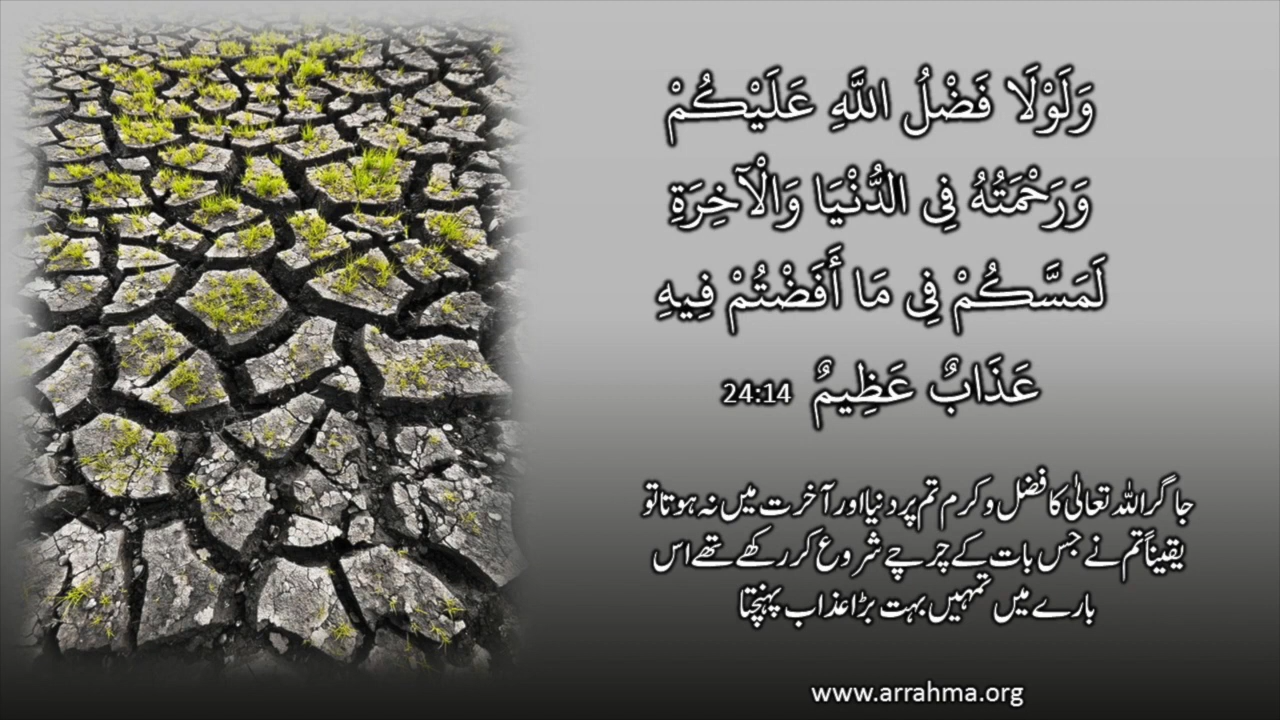 وَلَوْلَا فَضْلُ اللَّهِ عَلَيْكُمْ
وَرَحْمَتُهُ فِي الدُّنْيَا وَالْآخِرَةِ
لَمَسَّكُمْ فِي مَا أَفَضْتُمْ فِيهِ
عَذَابٌ عَظِيمٌ 24:14
جا گر اللہ تعالیٰ کا فضل و کرم تم پر دنیا اور آخرت میں نہ ہوتا تو
یقیناً تم نے جس بات کے چرچے شروع کر رکھے تھے اس
بارے میں تمہیں بہت بڑا عذاب پہنچتا
www.arrahma.org